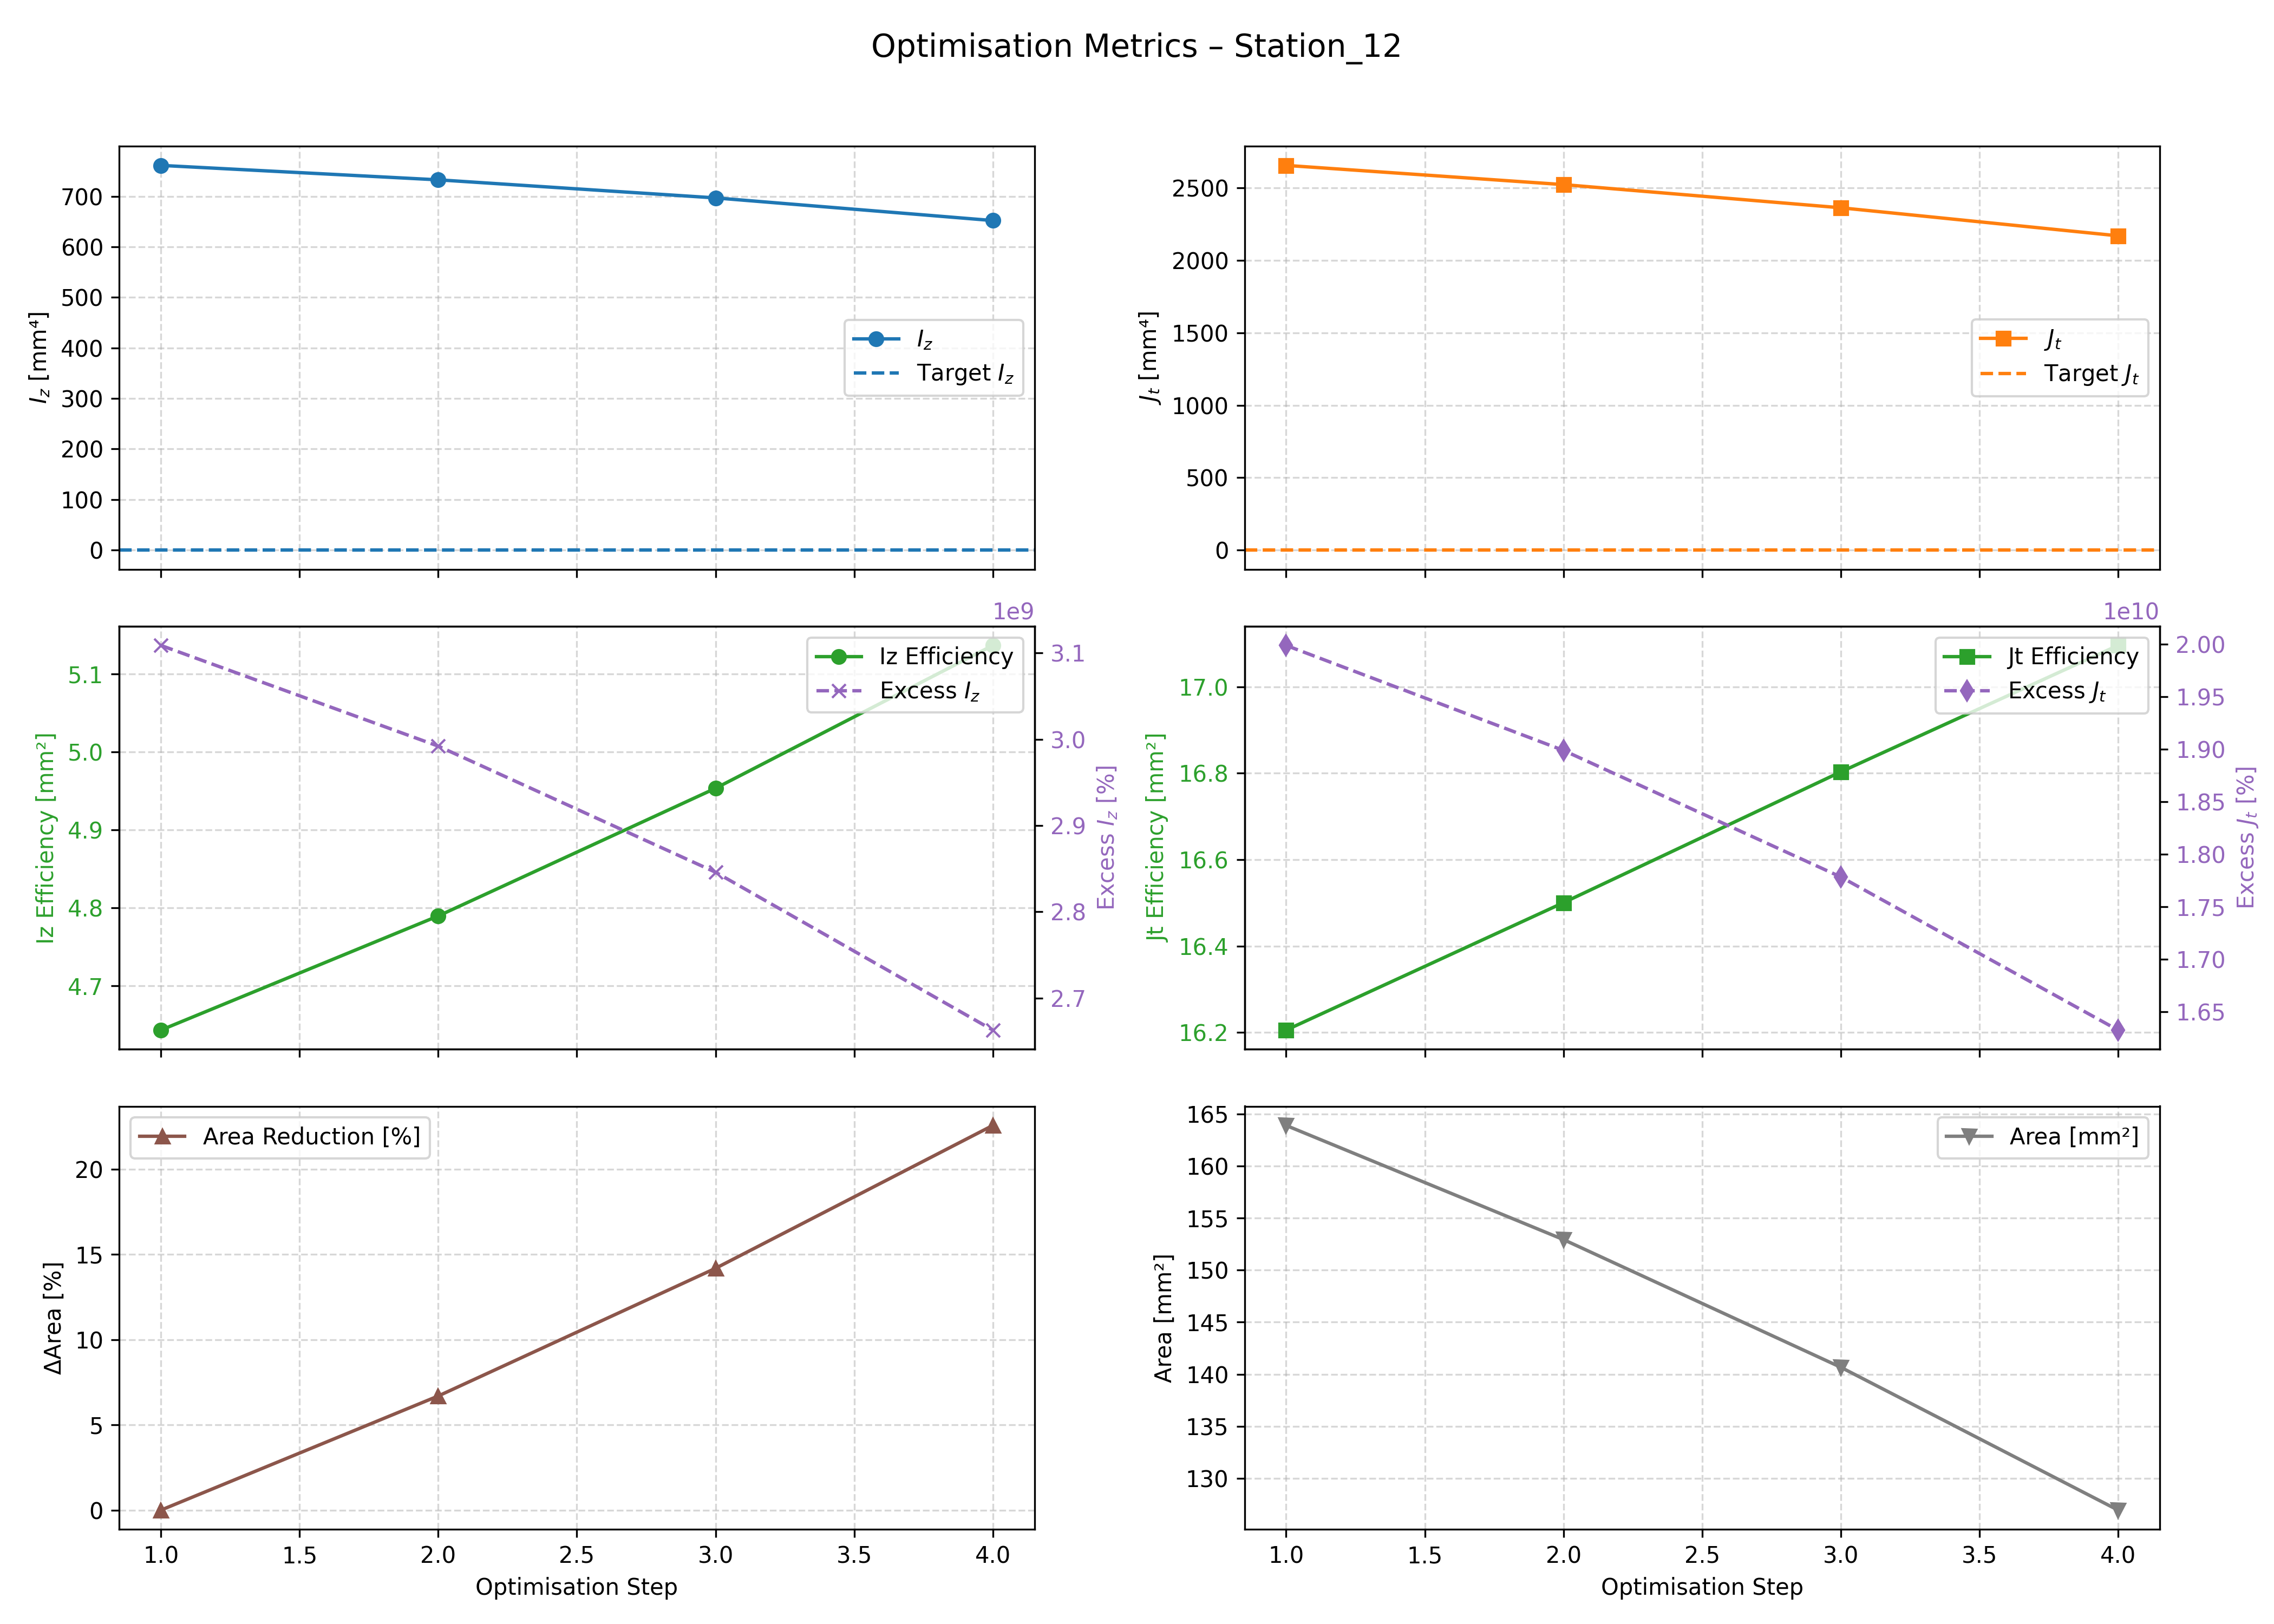 Optimisation Metrics – Station_12
I_z [mm⁴]
700
600
500
400
300
200
100
0
I_z
Target I_z
J_t [mm⁴]
2500
2000
1500
1000
500
0
J_t
Target J_t
1e9
Iz Efficiency [mm²]
5.1
5.0
4.9
4.8
4.7
Iz Efficiency
Excess I_z
3.1
3.0
2.9
2.8
2.7
Excess I_z [%]
1e10
Jt Efficiency [mm²]
17.0
16.8
16.6
16.4
16.2
Jt Efficiency
Excess J_t
2.00
1.95
1.90
1.85
1.80
1.75
1.70
1.65
Excess J_t [%]
ΔArea [%]
20
15
10
5
0
Area Reduction [%]
1.0 1.5 2.0 2.5 3.0 3.5 4.0
Optimisation Step
Area [mm²]
165
160
155
150
145
140
135
130
Area [mm²]
1.0 1.5 2.0 2.5 3.0 3.5 4.0
Optimisation Step